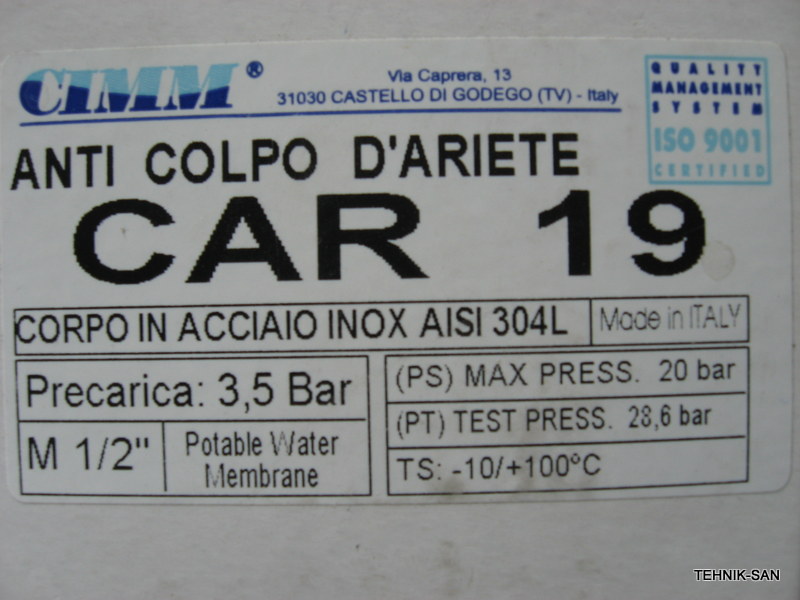 CIMM®
Via Caprera, 13
31030 CASTELLO DI GODEGO (TV) - Italy
QUALITY
MANAGEMENT
SYSTEM
ISO 9001
CERTIFIED
ANTI COLPO D'ARIETE
CAR 19
CORPO IN ACCIAIO INOX AISI 304L
Made in ITALY
Precarica: 3,5 Bar
M 1/2"
Potable Water
Membrane
(PS) MAX PRESS. 20 bar
(PT) TEST PRESS. 28,6 bar
TS: -10/+100°C
TEHNIK-SAN